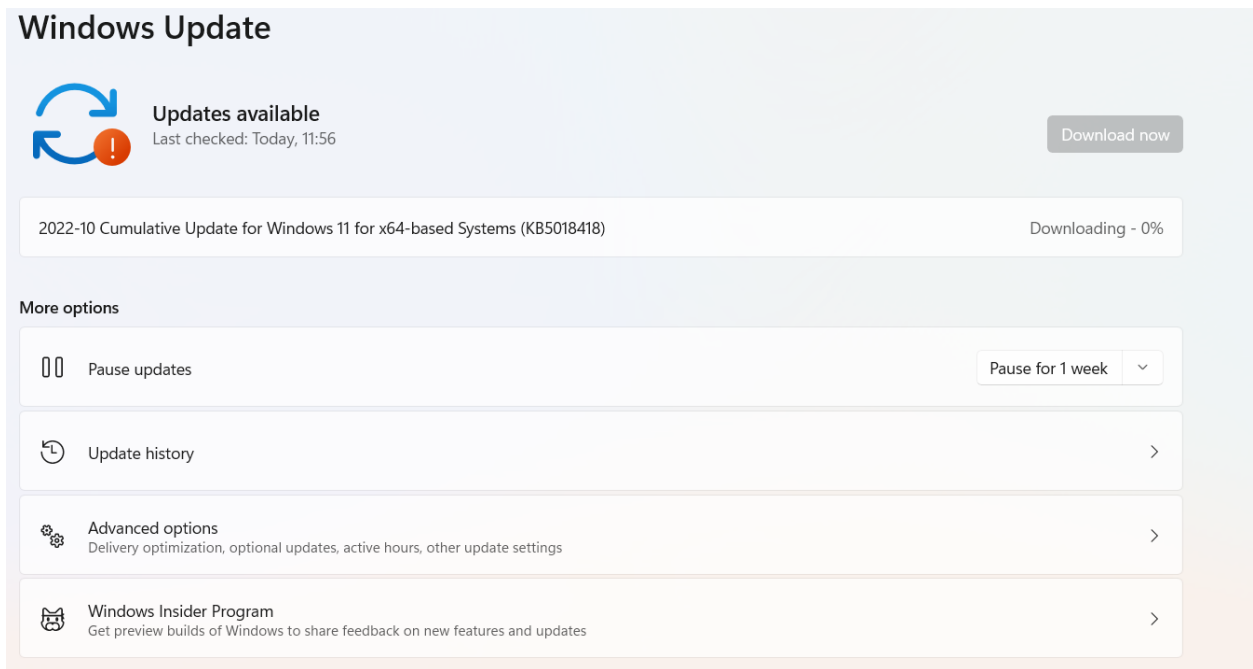 Windows Update
Updates available
Last checked: Today, 11:56
Download now
2022-10 Cumulative Update for Windows 11 for x64-based Systems (KB5018418)
Downloading - 0%
More options
Pause updates
Pause for 1 week
Update history
Advanced options
Delivery optimization, optional updates, active hours, other update settings
Windows Insider Program
Get preview builds of Windows to share feedback on new features and updates